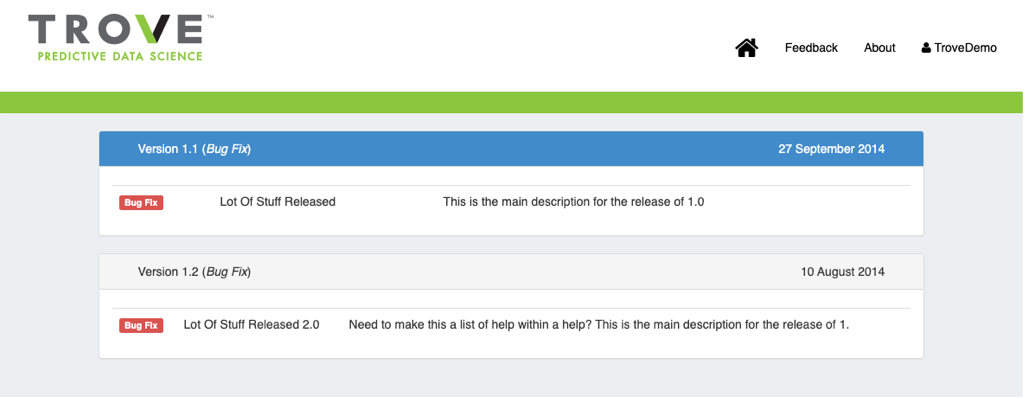 TROVE™
PREDICTIVE DATA SCIENCE
Feedback About TroveDemo
Version 1.1 (Bug Fix) 27 September 2014
Bug Fix Lot Of Stuff Released This is the main description for the release of 1.0
Version 1.2 (Bug Fix) 10 August 2014
Bug Fix Lot Of Stuff Released 2.0 Need to make this a list of help within a help? This is the main description for the release of 1.